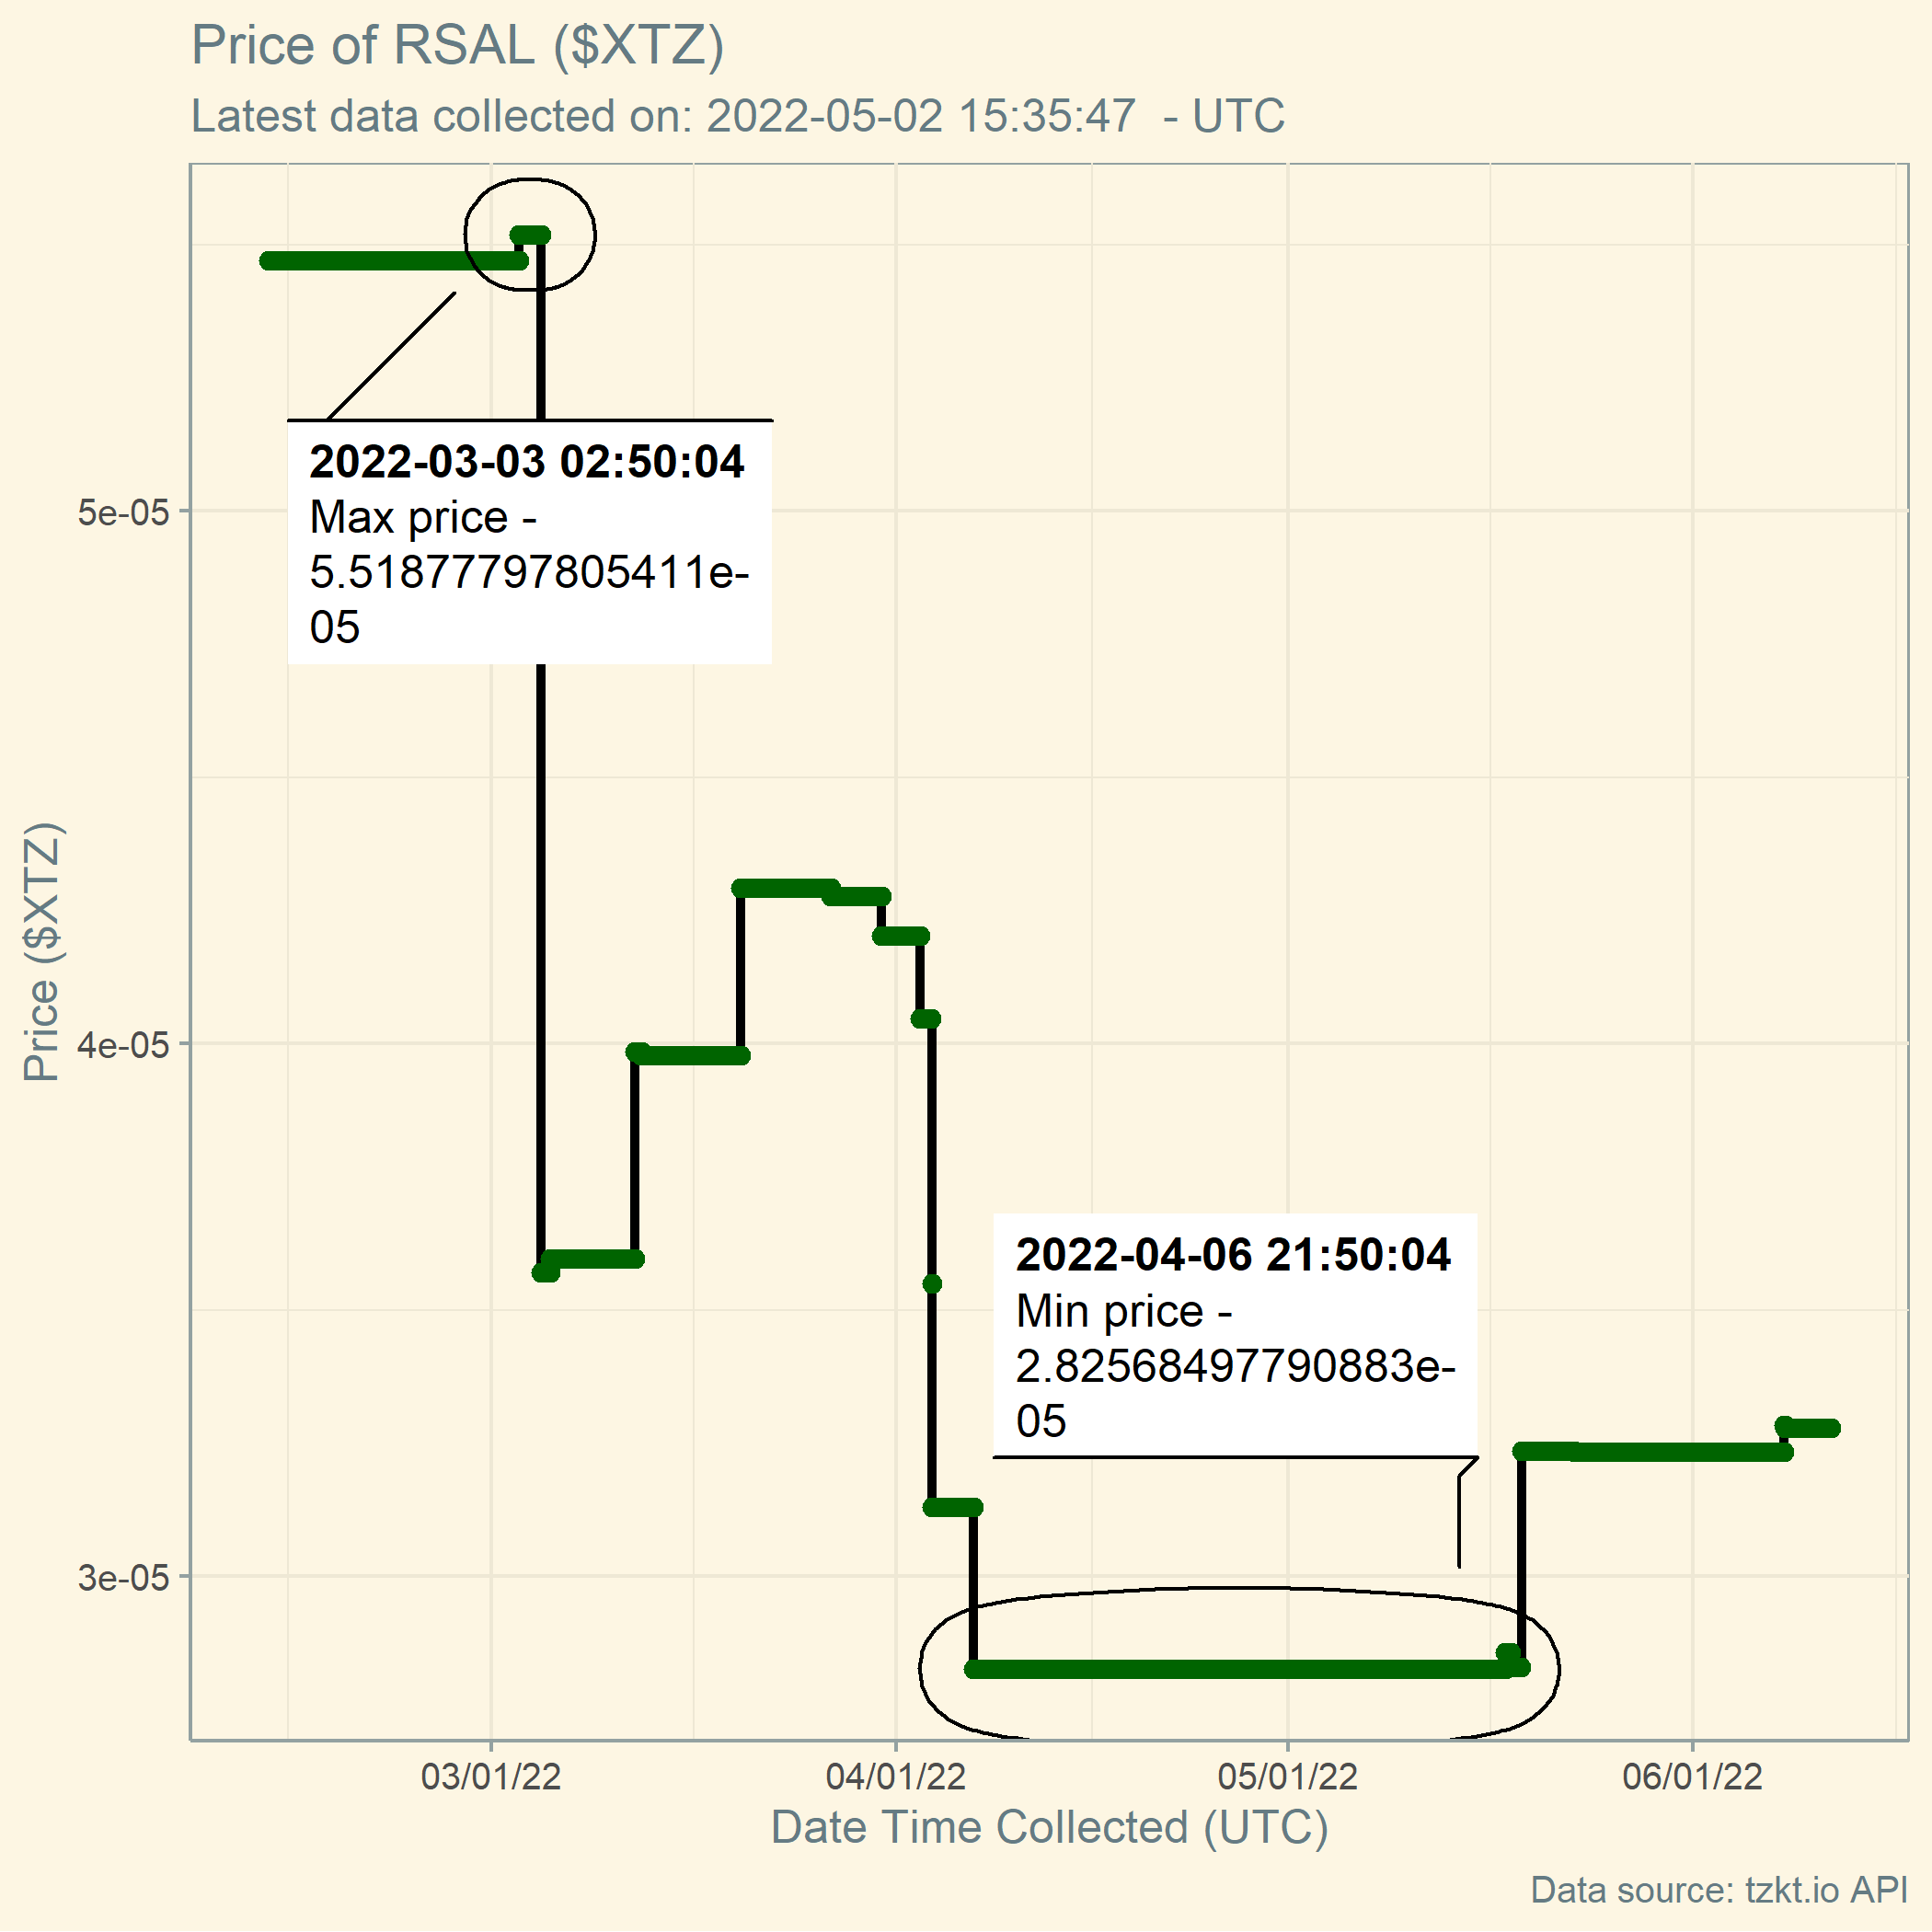 Price of RSAL ($XTZ)
Latest data collected on: 2022-05-02 15:35:47  - UTC
2022-03-03 02:50:04
Max price -
5.51877797805411e-
05
5e-05
4e-05
3e-05
Price ($XTZ)
2022-04-06 21:50:04
Min price -
2.82568497790883e-
05
03/01/22
04/01/22
05/01/22
06/01/22
Date Time Collected (UTC)
Data source: tzkt.io API